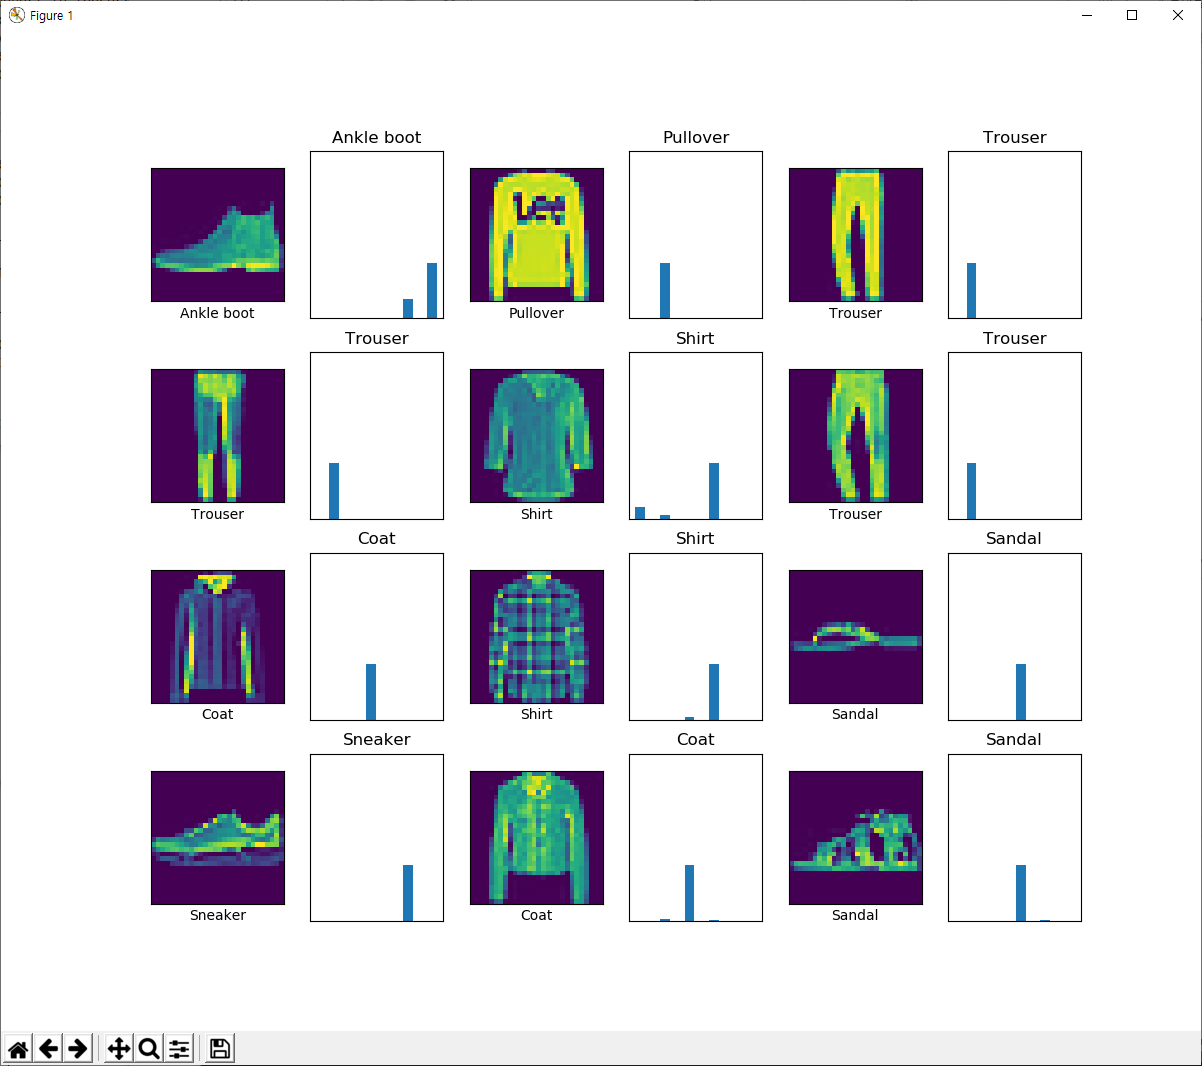 Figure 1
Ankle boot Pullover Trouser
Ankle boot Pullover Trouser
Trouser Shirt Trouser
Trouser Shirt Trouser
Coat Shirt Sandal
Coat Shirt Sandal
Sneaker Coat Sandal
Sneaker Coat Sandal